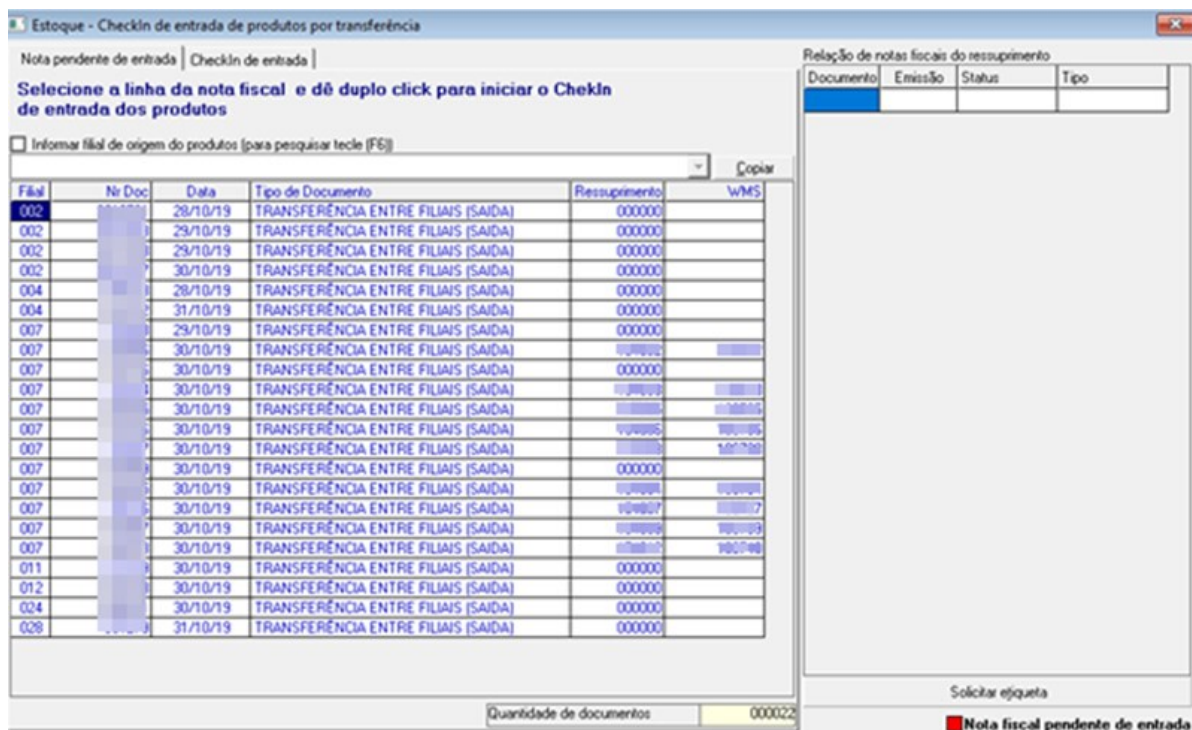 Estoque - CheckIn de entrada de produtos por transferência
Nota pendente de entrada CheckIn de entrada
Selecione a linha da nota fiscal e dê duplo click para iniciar o ChekIn
de entrada dos produtos
Informar filial de origem do produtos (para pesquisar tecle (F6))
Copiar
Filial Nr Doc Data Tipo de Documento Ressuprimento WMS
002 28/10/19 TRANSFERÊNCIA ENTRE FILIAIS (SAIDA) 000000
002 29/10/19 TRANSFERÊNCIA ENTRE FILIAIS (SAIDA) 000000
002 29/10/19 TRANSFERÊNCIA ENTRE FILIAIS (SAIDA) 000000
002 30/10/19 TRANSFERÊNCIA ENTRE FILIAIS (SAIDA) 000000
004 28/10/19 TRANSFERÊNCIA ENTRE FILIAIS (SAIDA) 000000
004 31/10/19 TRANSFERÊNCIA ENTRE FILIAIS (SAIDA) 000000
007 29/10/19 TRANSFERÊNCIA ENTRE FILIAIS (SAIDA) 000000
007 30/10/19 TRANSFERÊNCIA ENTRE FILIAIS (SAIDA)
007 30/10/19 TRANSFERÊNCIA ENTRE FILIAIS (SAIDA) 000000
007 30/10/19 TRANSFERÊNCIA ENTRE FILIAIS (SAIDA)
007 30/10/19 TRANSFERÊNCIA ENTRE FILIAIS (SAIDA)
007 30/10/19 TRANSFERÊNCIA ENTRE FILIAIS (SAIDA)
007 30/10/19 TRANSFERÊNCIA ENTRE FILIAIS (SAIDA)
007 30/10/19 TRANSFERÊNCIA ENTRE FILIAIS (SAIDA) 000000
007 30/10/19 TRANSFERÊNCIA ENTRE FILIAIS (SAIDA)
007 30/10/19 TRANSFERÊNCIA ENTRE FILIAIS (SAIDA)
007 30/10/19 TRANSFERÊNCIA ENTRE FILIAIS (SAIDA)
007 30/10/19 TRANSFERÊNCIA ENTRE FILIAIS (SAIDA)
011 30/10/19 TRANSFERÊNCIA ENTRE FILIAIS (SAIDA) 000000
012 30/10/19 TRANSFERÊNCIA ENTRE FILIAIS (SAIDA) 000000
024 30/10/19 TRANSFERÊNCIA ENTRE FILIAIS (SAIDA) 000000
028 31/10/19 TRANSFERÊNCIA ENTRE FILIAIS (SAIDA) 000000
Quantidade de documentos 000022
Relação de notas fiscais do ressuprimento
Documento Emissão Status Tipo
Solicitar etiqueta
Nota fiscal pendente de entrada